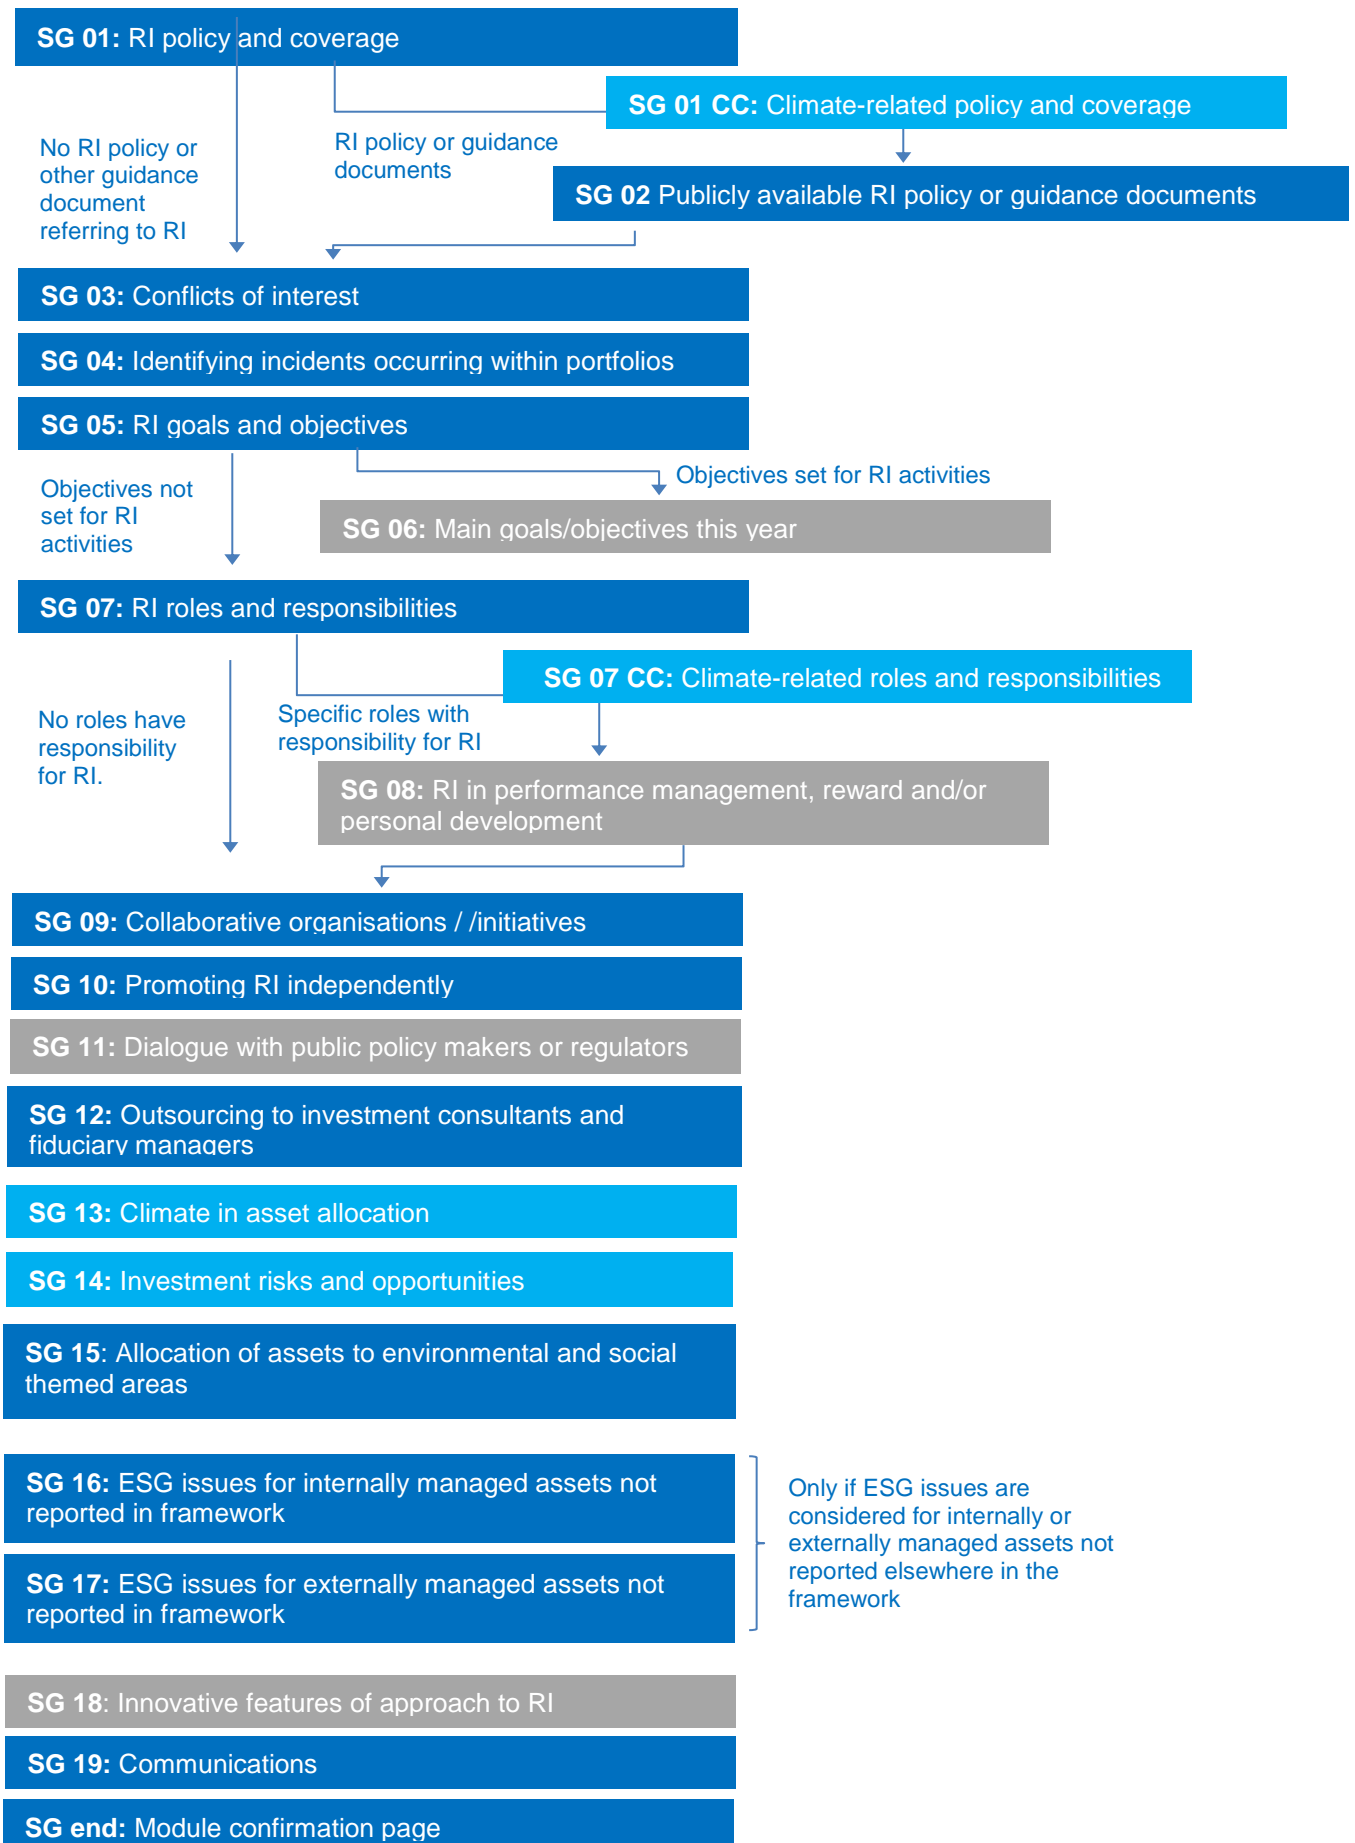 SG 01: RI policy and coverage
SG 01 CC: Climate-related policy and coverage
No RI policy or
other guidance
document
referring to RI
RI policy or guidance
documents
SG 02 Publicly available RI policy or guidance documents
SG 03: Conflicts of interest
SG 04: Identifying incidents occurring within portfolios
SG 05: RI goals and objectives
Objectives not
set for RI
activities
Objectives set for RI activities
SG 06: Main goals/objectives this year
SG 07: RI roles and responsibilities
SG 07 CC: Climate-related roles and responsibilities
No roles have
responsibility
for RI.
Specific roles with
responsibility for RI
SG 08: RI in performance management, reward and/or
personal development
SG 09: Collaborative organisations / /initiatives
SG 10: Promoting RI independently
SG 11: Dialogue with public policy makers or regulators
SG 12: Outsourcing to investment consultants and
fiduciary managers
SG 13: Climate in asset allocation
SG 14: Investment risks and opportunities
SG 15: Allocation of assets to environmental and social
themed areas
SG 16: ESG issues for internally managed assets not
reported in framework
SG 17: ESG issues for externally managed assets not
reported in framework
Only if ESG issues are
considered for internally or
externally managed assets not
reported elsewhere in the
framework
SG 18: Innovative features of approach to RI
SG 19: Communications
SG end: Module confirmation page